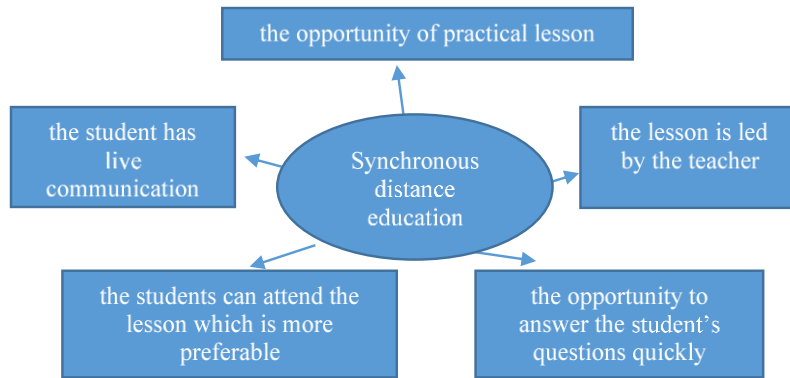 the opportunity of practical lesson
the student has
live
communication
Synchronous
distance
education
the lesson is led
by the teacher
the students can attend the
lesson which is more
preferable
the opportunity to
answer the student’s
questions quickly